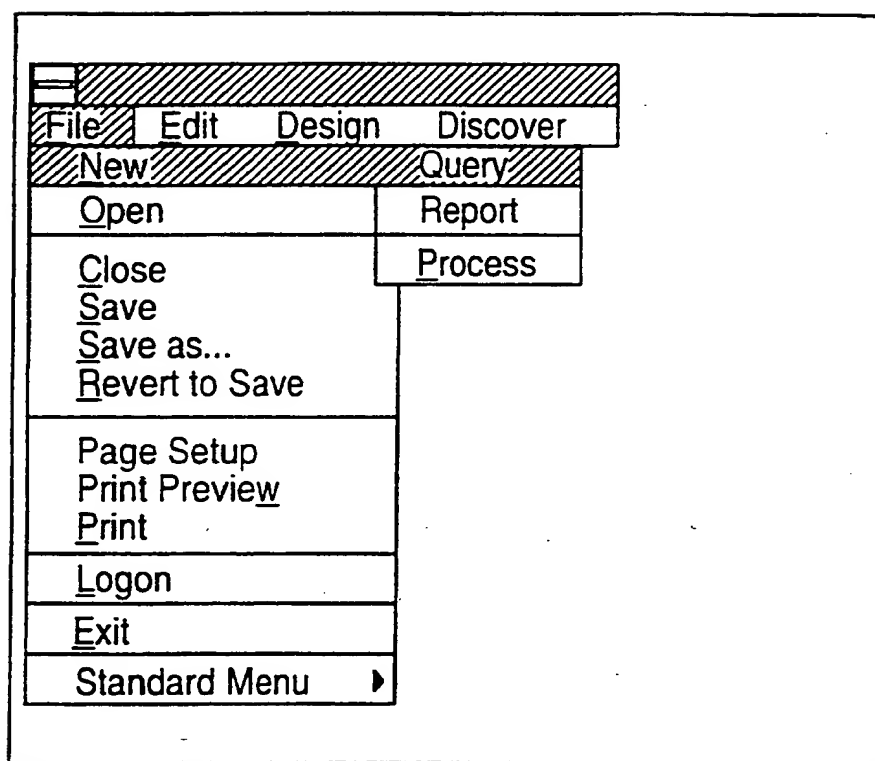 File Edit Design Discover
New Query
Open Report
Close Process
Save
Save as...
Revert to Save
Page Setup
Print Preview
Print
Logon
Exit
Standard Menu